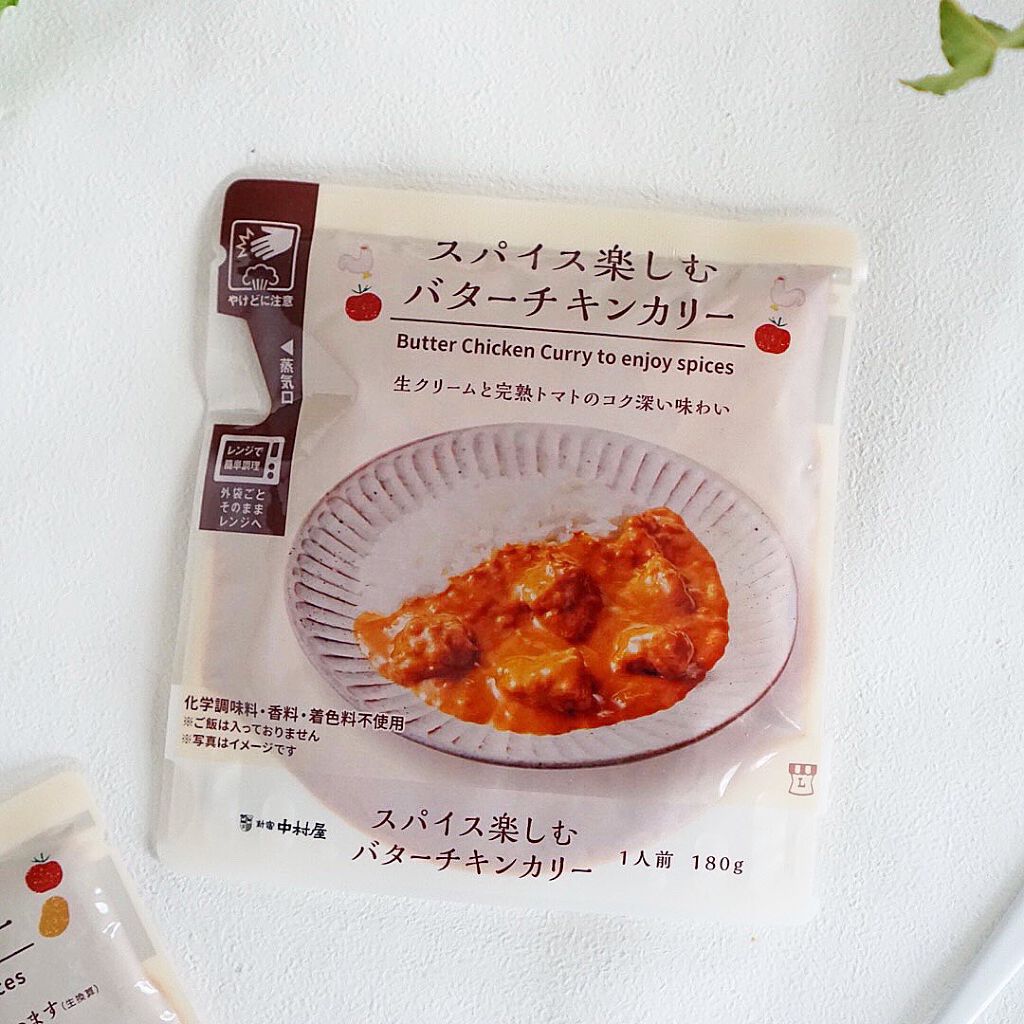 スパイス楽しむ
バターチキンカリー
Butter Chicken Curry to enjoy spices
生クリームと完熟トマトのコク深い味わい
やけどに注意
◀蒸気口
レンジで
簡単調理
外袋ごと
そのまま
レンジへ
化学調味料・香料・着色料不使用
※ご飯は入っておりません
※写真はイメージです
L
新宿 中村屋
スパイス楽しむ
バターチキンカリー
1人前 180g
ー
ces
ます(生換算)